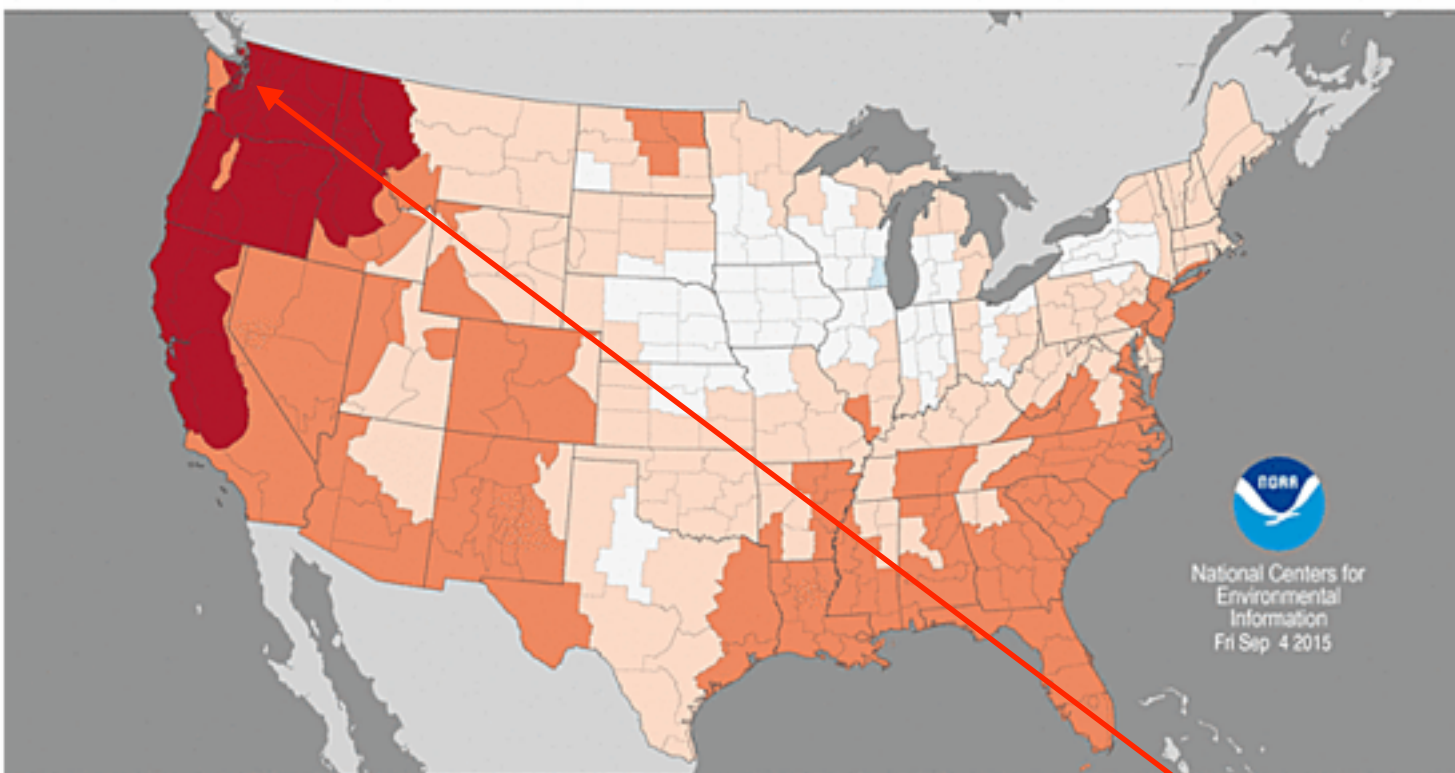 NOAA
National Centers for
Environmental
Information
Fri Sep 4 2015